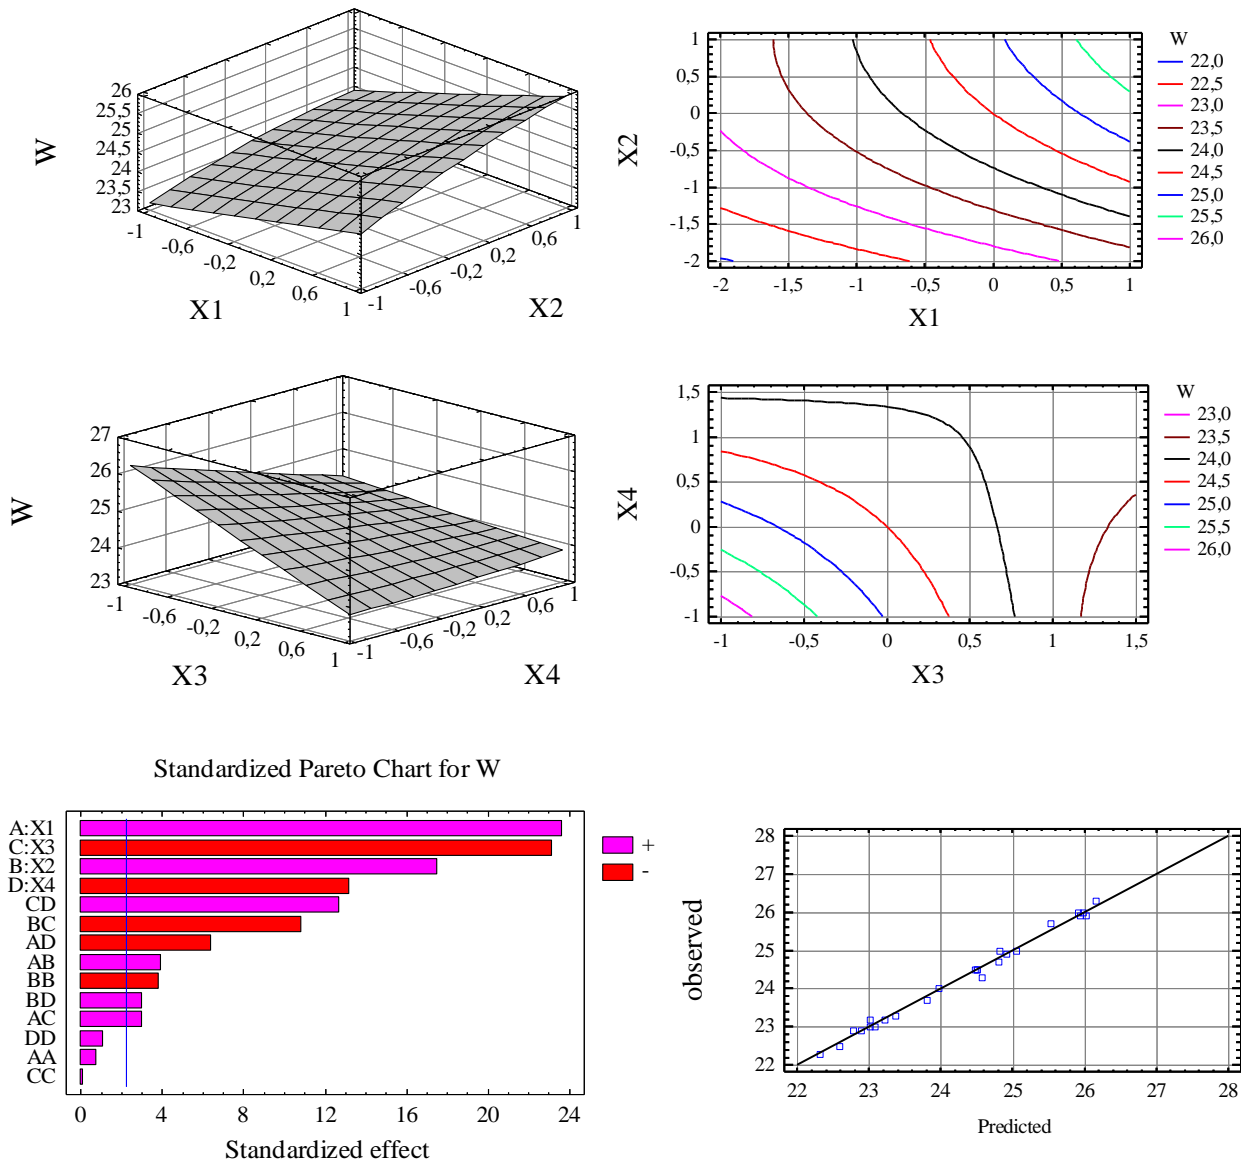 26
25,5
25
24,5
24
23,5
23
W
-1
-0,6
-0,2
0,2
0,6
1
X1
-1
-0,6
-0,2
0,2
0,6
1
X2
1
0,5
0
-0,5
-1
-1,5
-2
X2
-2
-1,5
-1
-0,5
0
0,5
1
X1
W
22,0
22,5
23,0
23,5
24,0
24,5
25,0
25,5
26,0
27
26
25
24
23
W
-1
-0,6
-0,2
0,2
0,6
1
X3
-1
-0,6
-0,2
0,2
0,6
1
X4
1,5
1
0,5
0
-0,5
-1
X4
-1
-0,5
0
0,5
1
1,5
X3
W
23,0
23,5
24,0
24,5
25,0
25,5
26,0
Standardized Pareto Chart for W
A:X1
C:X3
B:X2
D:X4
CD
BC
AD
AB
BB
BD
AC
DD
AA
CC
0 4 8 12 16 20 24
Standardized effect
+
-
28
27
26
25
24
23
22
observed
22 23 24 25 26 27 28
Predicted